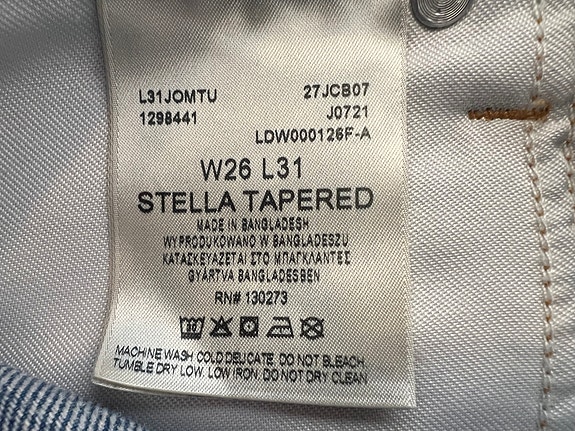 L31JOMTU 27JCB07
1298441 J0721
LDW000126F-A
W26 L31
STELLA TAPERED
MADE IN BANGLADESH
WYPRODUKOWANO W BANGLADESZU
ΚΑΤΑΣΚΕΥΑΖΕΤΑΙ ΣΤΟ ΜΠΑΓΚΛΑΝΤΕΣ
GYÁRTVA BANGLADESBEN
RN# 130273
MACHINE WASH COLD DELICATE. DO NOT BLEACH
TUMBLE DRY LOW. LOW IRON. DO NOT DRY CLEAN